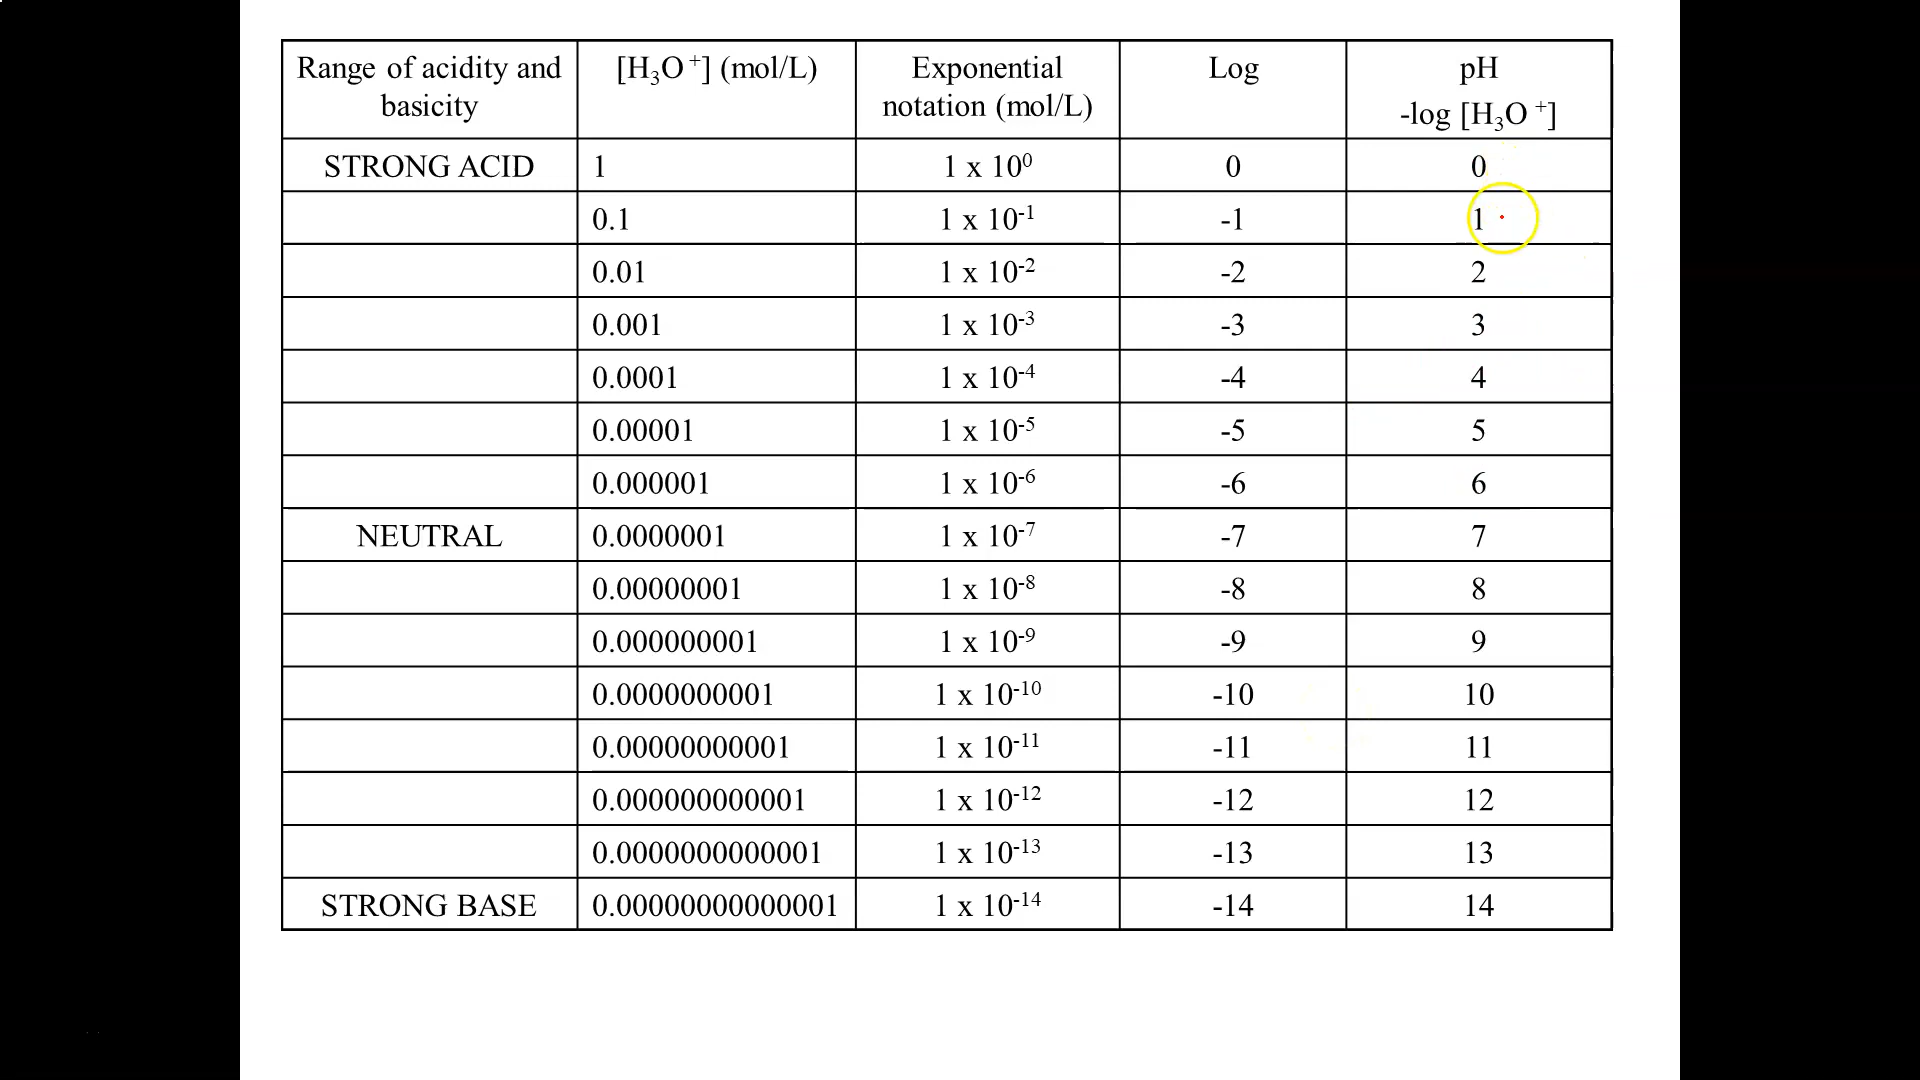 Range of acidity and basicity | [H₃O⁺] (mol/L) | Exponential notation (mol/L) | Log | pH -log [H₃O⁺]
STRONG ACID | 1 | 1 x 10⁰ | 0 | 0
0.1 | 1 x 10⁻¹ | -1 | 1
0.01 | 1 x 10⁻² | -2 | 2
0.001 | 1 x 10⁻³ | -3 | 3
0.0001 | 1 x 10⁻⁴ | -4 | 4
0.00001 | 1 x 10⁻⁵ | -5 | 5
0.000001 | 1 x 10⁻⁶ | -6 | 6
NEUTRAL | 0.0000001 | 1 x 10⁻⁷ | -7 | 7
0.00000001 | 1 x 10⁻⁸ | -8 | 8
0.000000001 | 1 x 10⁻⁹ | -9 | 9
0.0000000001 | 1 x 10⁻¹⁰ | -10 | 10
0.00000000001 | 1 x 10⁻¹¹ | -11 | 11
0.000000000001 | 1 x 10⁻¹² | -12 | 12
0.0000000000001 | 1 x 10⁻¹³ | -13 | 13
STRONG BASE | 0.00000000000001 | 1 x 10⁻¹⁴ | -14 | 14